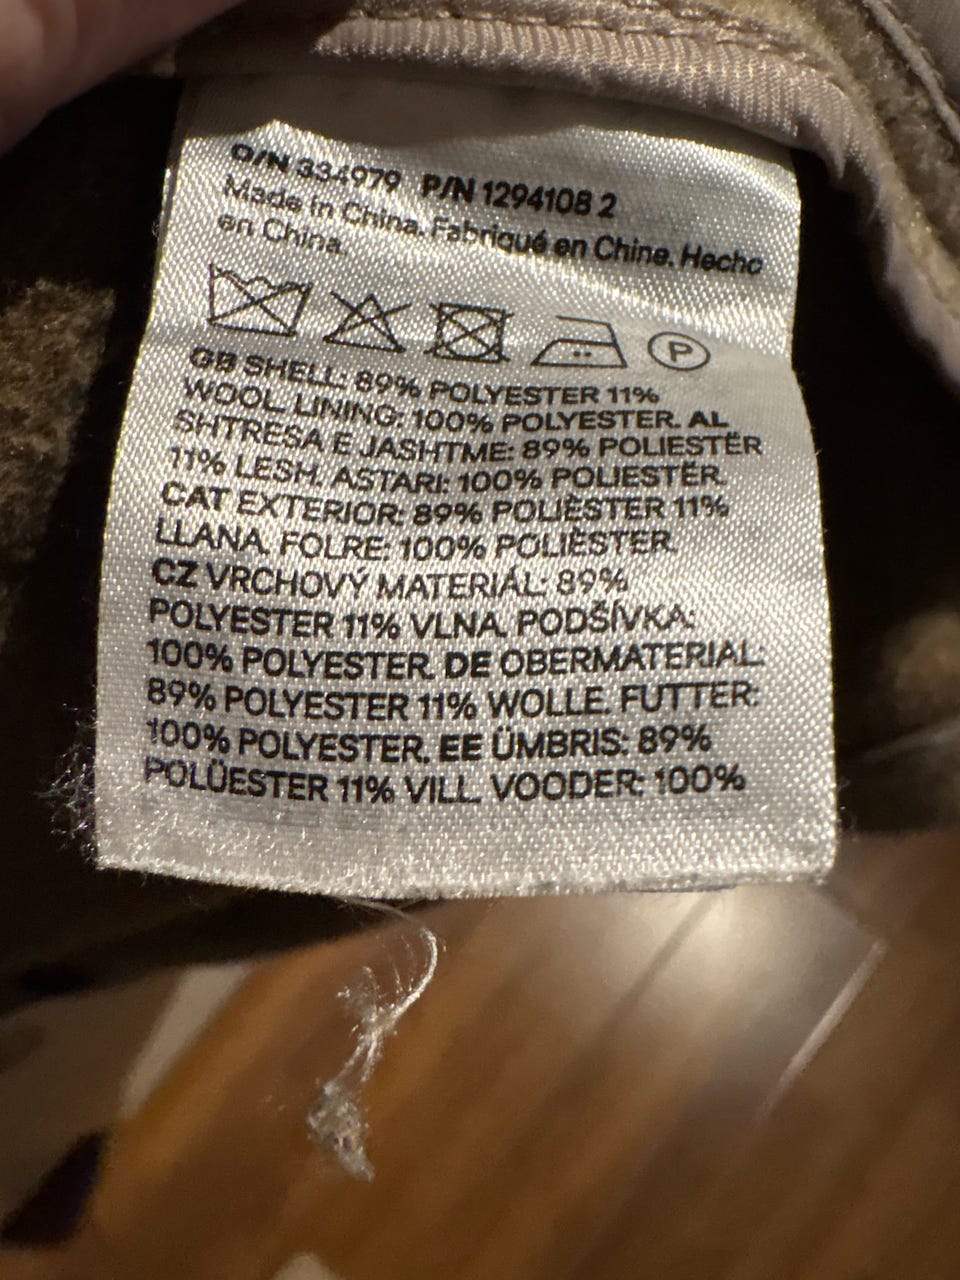 O/N 334979 P/N 1294108 2
Made in China. Fabriqué en Chine. Hecho
en China.
P
GB SHELL: 89% POLYESTER 11%
WOOL. LINING: 100% POLYESTER. AL
SHTRESA E JASHTME: 89% POLIESTËR
11% LESH. ASTARI: 100% POLIESTËR.
CAT EXTERIOR: 89% POLIÈSTER 11%
LLANA. FOLRE: 100% POLIÈSTER.
CZ VRCHOVÝ MATERIÁL: 89%
POLYESTER 11% VLNA. PODŠÍVKA:
100% POLYESTER. DE OBERMATERIAL:
89% POLYESTER 11% WOLLE. FUTTER:
100% POLYESTER. EE ÜMBRIS: 89%
POLÜESTER 11% VILL. VOODER: 100%